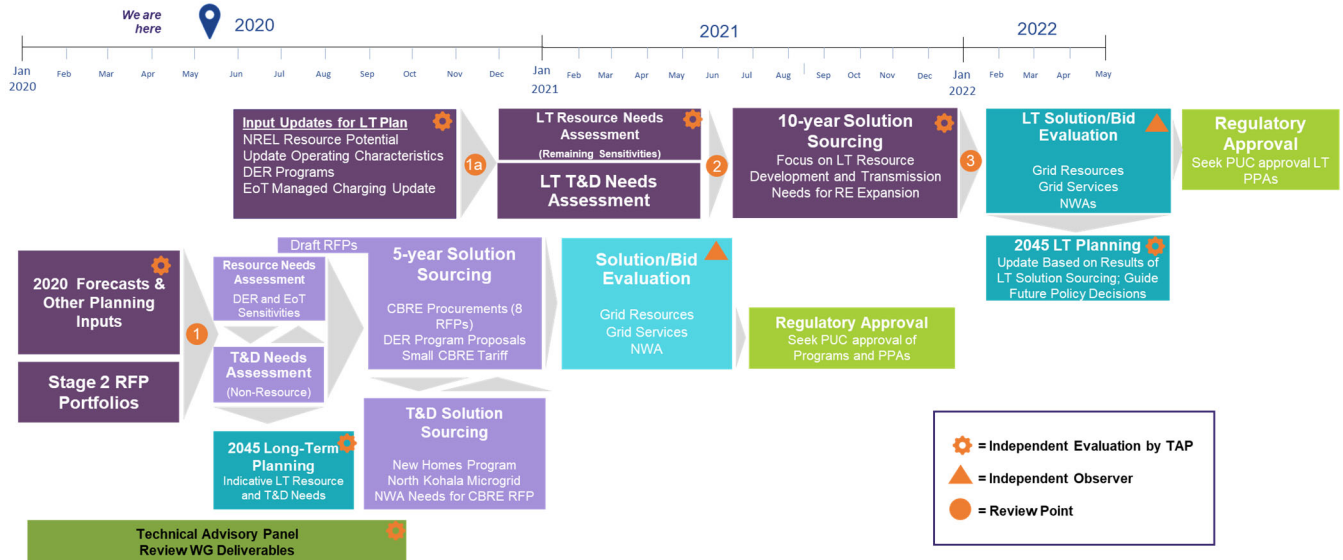 We are
here
2020
2021
2022
Jan
2020
Feb
Mar
Apr
May
Jun
Jul
Aug
Sep
Oct
Nov
Dec
Jan
2021
Feb
Mar
Apr
May
Jun
Jul
Aug
Sep
Oct
Nov
Dec
Jan
2022
Feb
Mar
Apr
May
Input Updates for LT Plan
NREL Resource Potential
Update Operating Characteristics
DER Programs
EoT Managed Charging Update
1a
LT Resource Needs
Assessment
(Remaining Sensitivities)
LT T&D Needs
Assessment
2
10-year Solution
Sourcing
Focus on LT Resource
Development and Transmission
Needs for RE Expansion
3
LT Solution/Bid
Evaluation
Grid Resources
Grid Services
NWAs
Regulatory
Approval
Seek PUC approval LT
PPAs
2045 LT Planning
Update Based on Results of
LT Solution Sourcing; Guide
Future Policy Decisions
2020 Forecasts &
Other Planning
Inputs
Stage 2 RFP
Portfolios
1
Resource Needs
Assessment
DER and EoT
Sensitivities
T&D Needs
Assessment
(Non-Resource)
2045 Long-Term
Planning
Indicative LT Resource
and T&D Needs
Draft RFPs
5-year Solution
Sourcing
CBRE Procurements (8
RFPs)
DER Program Proposals
Small CBRE Tariff
T&D Solution
Sourcing
New Homes Program
North Kohala Microgrid
NWA Needs for CBRE RFP
Solution/Bid
Evaluation
Grid Resources
Grid Services
NWA
Regulatory Approval
Seek PUC approval of
Programs and PPAs
Technical Advisory Panel
Review WG Deliverables
= Independent Evaluation by TAP
= Independent Observer
= Review Point